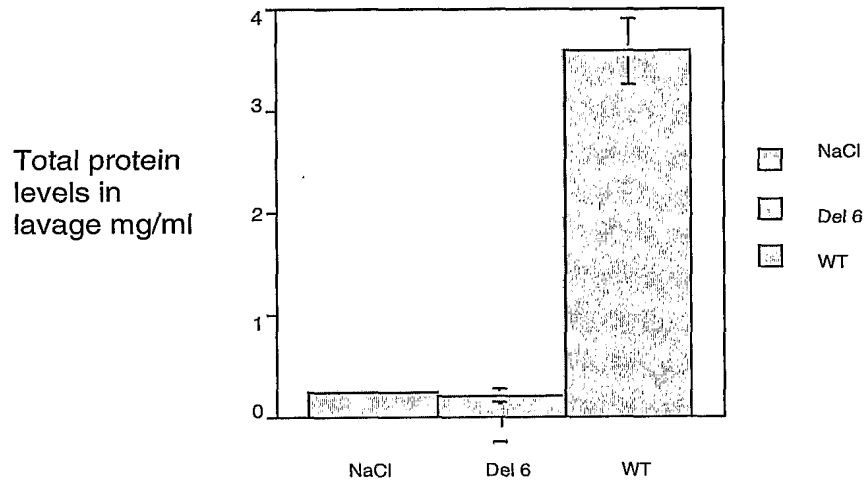 4
3
Total protein
levels in
lavage mg/ml
2
1
0
NaCl
Del 6
WT
NaCl
Del 6
WT